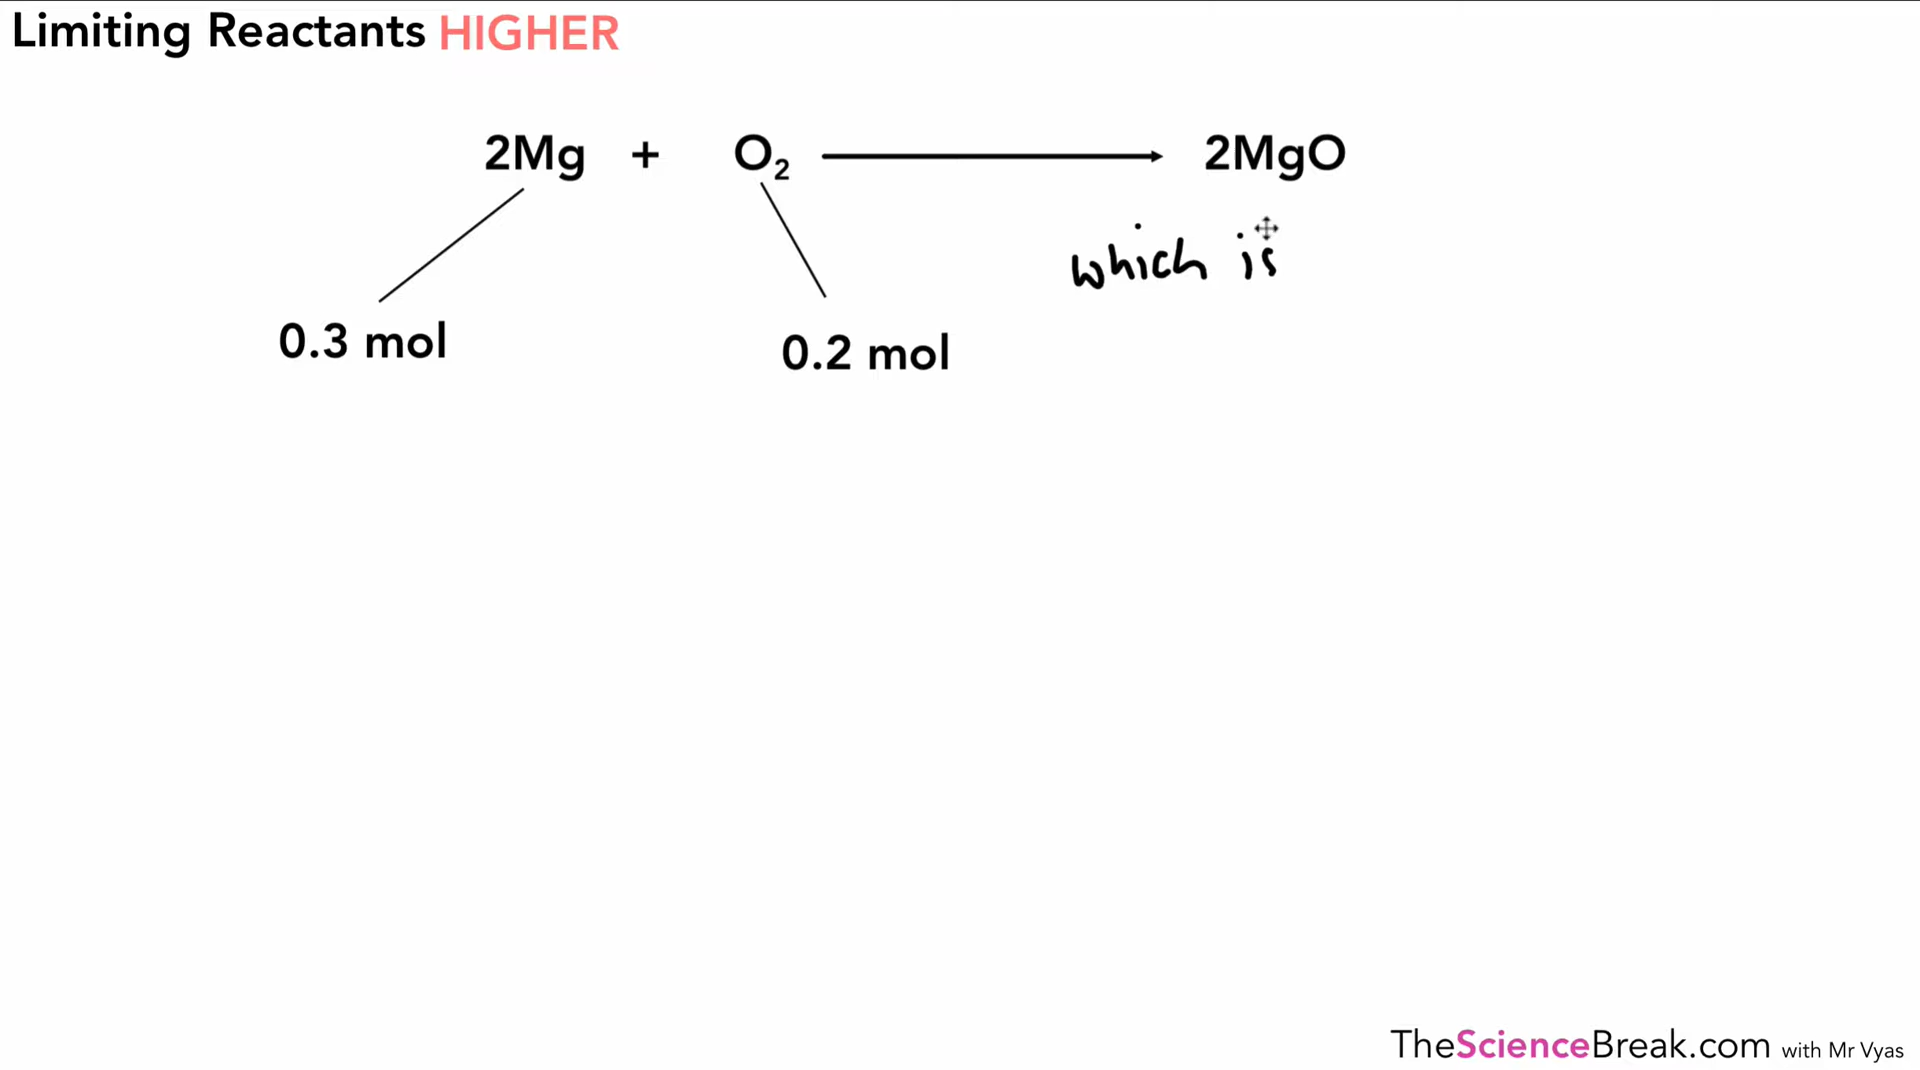 Limiting Reactants HIGHER
2Mg + O₂ ⟶ 2MgO
which is
0.3 mol
0.2 mol
TheScienceBreak.com with Mr Vyas